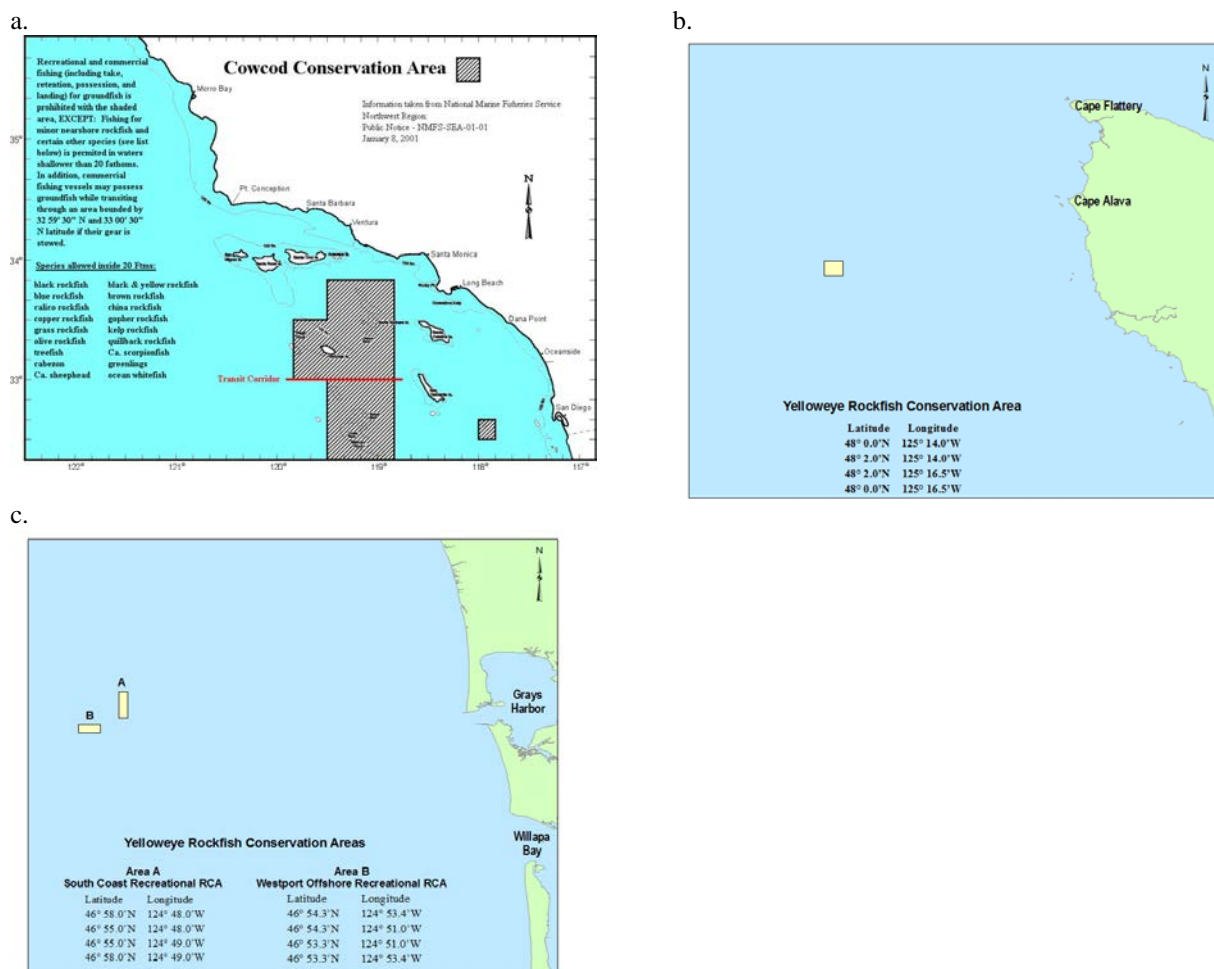 a.
Recreational and commercial
fishing (including take,
retention, possession, and
landing) for groundfish is
prohibited with the shaded
area, EXCEPT: Fishing for
minor nearshore rockfish and
certain other species (see list
below) is permited in waters
shallower than 20 fathoms.
In addition, commercial
fishing vessels may possess
groundfish while transiting
through an area bounded by
32 59' 30" N and 33 00' 30"
N latitude if their gear is
stowed.
Species allowed inside 20 Ftms:
black rockfish black & yellow rockfish
blue rockfish brown rockfish
calico rockfish china rockfish
copper rockfish gopher rockfish
grass rockfish kelp rockfish
olive rockfish quillback rockfish
treefish Ca. scorpionfish
cabezon greenlings
Ca. sheephead ocean whitefish
Cowcod Conservation Area
Information taken from National Marine Fisheries Service
Northwest Region:
Public Notice - NMFS-SEA-01-01
January 8, 2001
N
Morro Bay
Pt. Conception
Santa Barbara
Ventura
Santa Monica
Long Beach
Dana Point
Oceanside
San Diego
Transit Corridor
35°
34°
33°
122° 121° 120° 119° 118° 117°
b.
N
Cape Flattery
Cape Alava
Yelloweye Rockfish Conservation Area
Latitude Longitude
48° 0.0'N 125° 14.0'W
48° 2.0'N 125° 14.0'W
48° 2.0'N 125° 16.5'W
48° 0.0'N 125° 16.5'W
c.
N
A
B
Grays
Harbor
Willapa
Bay
Yelloweye Rockfish Conservation Areas
Area A
South Coast Recreational RCA
Latitude Longitude
46° 58.0'N 124° 48.0'W
46° 55.0'N 124° 48.0'W
46° 55.0'N 124° 49.0'W
46° 58.0'N 124° 49.0'W
Area B
Westport Offshore Recreational RCA
Latitude Longitude
46° 54.3'N 124° 53.4'W
46° 54.3'N 124° 51.0'W
46° 53.3'N 124° 51.0'W
46° 53.3'N 124° 53.4'W